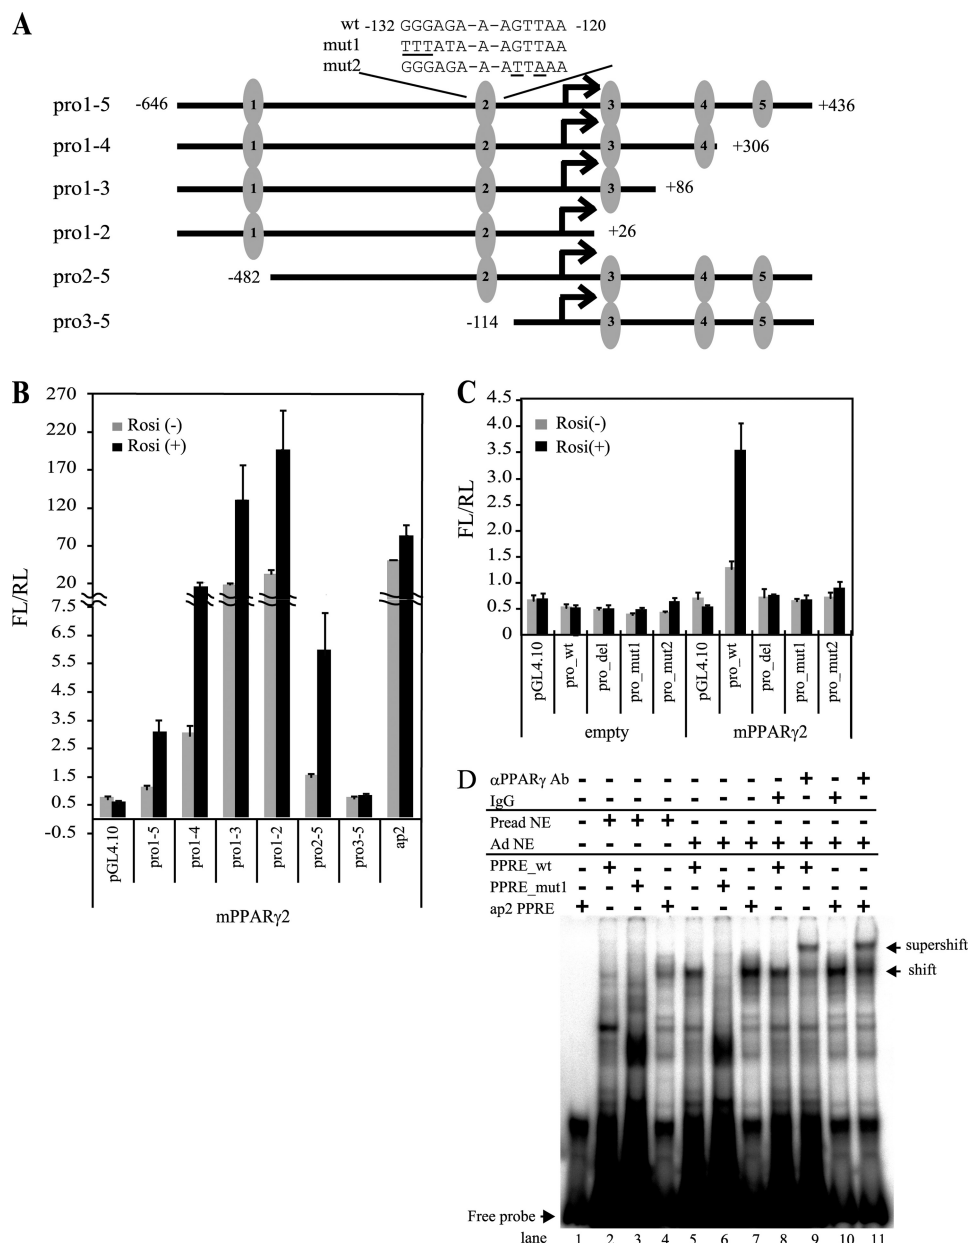 A
wt -132 GGGAGA-A-AGTTAA -120
mut1 TTTATA-A-AGTTAA
mut2 GGGAGA-A-ATTAAA
pro1-5 -646 1 2 3 4 5 +436
pro1-4 1 2 3 4 +306
pro1-3 1 2 3 +86
pro1-2 1 2 +26
pro2-5 -482 2 3 4 5
pro3-5 -114 3 4 5
B
FL/RL
270
220
170
120
70
20
7.5
6.5
5.5
4.5
3.5
2.5
1.5
0.5
-0.5
Rosi (-)
Rosi (+)
pGL4.10 pro1-5 pro1-4 pro1-3 pro1-2 pro2-5 pro3-5 ap2
mPPARγ2
C
FL/RL
4.5
4.0
3.5
3.0
2.5
2.0
1.5
1.0
0.5
0
Rosi(-)
Rosi(+)
pGL4.10 pro_wt pro_del pro_mut1 pro_mut2 pGL4.10 pro_wt pro_del pro_mut1 pro_mut2
empty mPPARγ2
D
αPPARγ Ab - - - - - - - - + - +
IgG - - - - - - - + - + -
Pread NE - + + + - - - - - - -
Ad NE - - - - + + + + + + +
PPRE_wt - + - - + - - + + - -
PPRE_mut1 - - + - - + - - - - -
ap2 PPRE + - - + - - + - - + +
supershift
shift
Free probe
lane 1 2 3 4 5 6 7 8 9 10 11